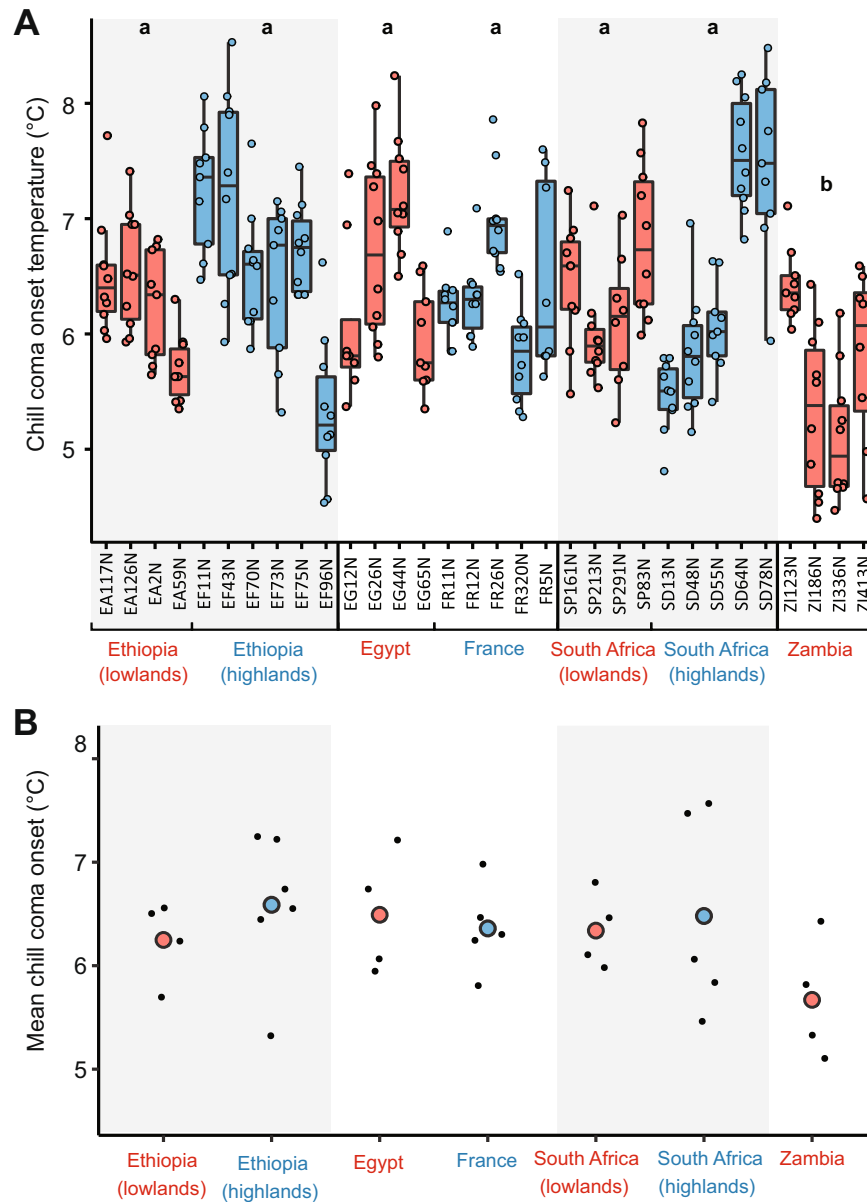 A
a a a a a a b
Chill coma onset temperature (°C)
8
7
6
5
EA117N EA126N EA2N EA59N EF11N EF43N EF70N EF73N EF75N EF96N EG12N EG26N EG44N EG65N FR11N FR12N FR26N FR320N FR5N SP161N SP213N SP291N SP83N SD13N SD48N SD55N SD64N SD78N ZI123N ZI186N ZI336N ZI413N
Ethiopia Ethiopia Egypt France South Africa South Africa Zambia
(lowlands) (highlands) (lowlands) (highlands)
B
Mean chill coma onset (°C)
8
7
6
5
Ethiopia Ethiopia Egypt France South Africa South Africa Zambia
(lowlands) (highlands) (lowlands) (highlands)